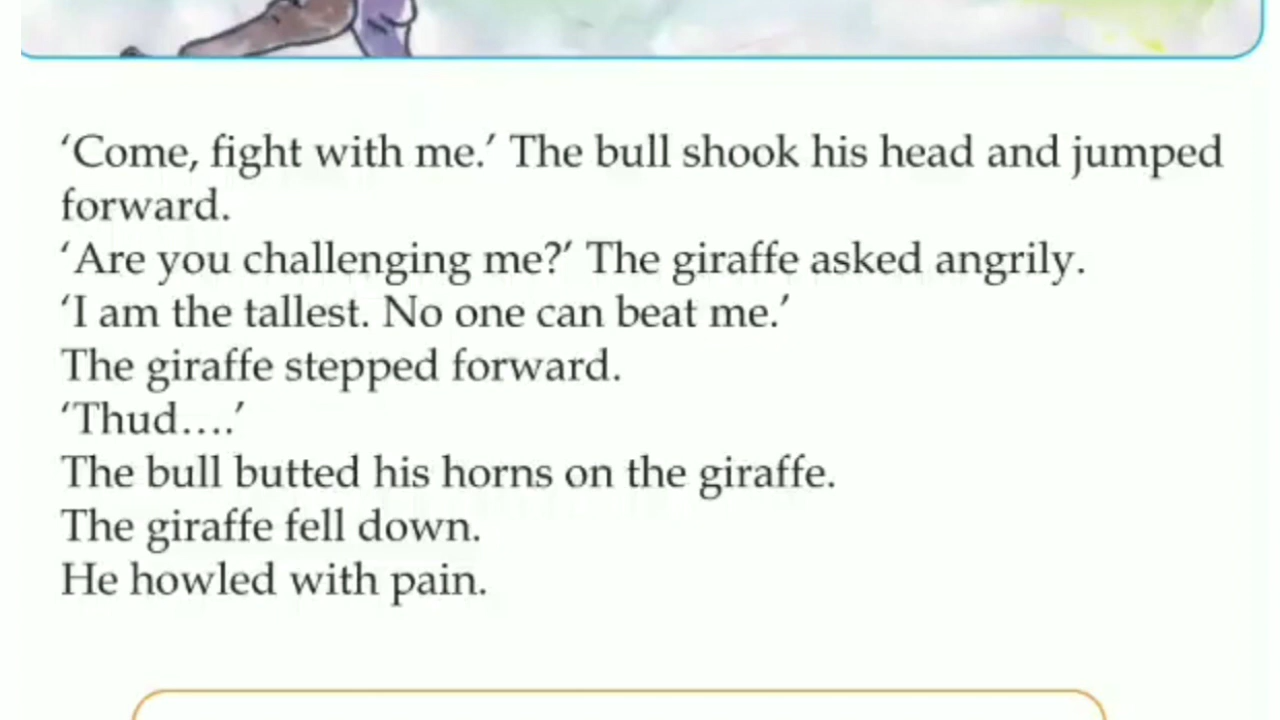 ‘Come, fight with me.’ The bull shook his head and jumped
forward.
‘Are you challenging me?’ The giraffe asked angrily.
‘I am the tallest. No one can beat me.’
The giraffe stepped forward.
‘Thud....’
The bull butted his horns on the giraffe.
The giraffe fell down.
He howled with pain.